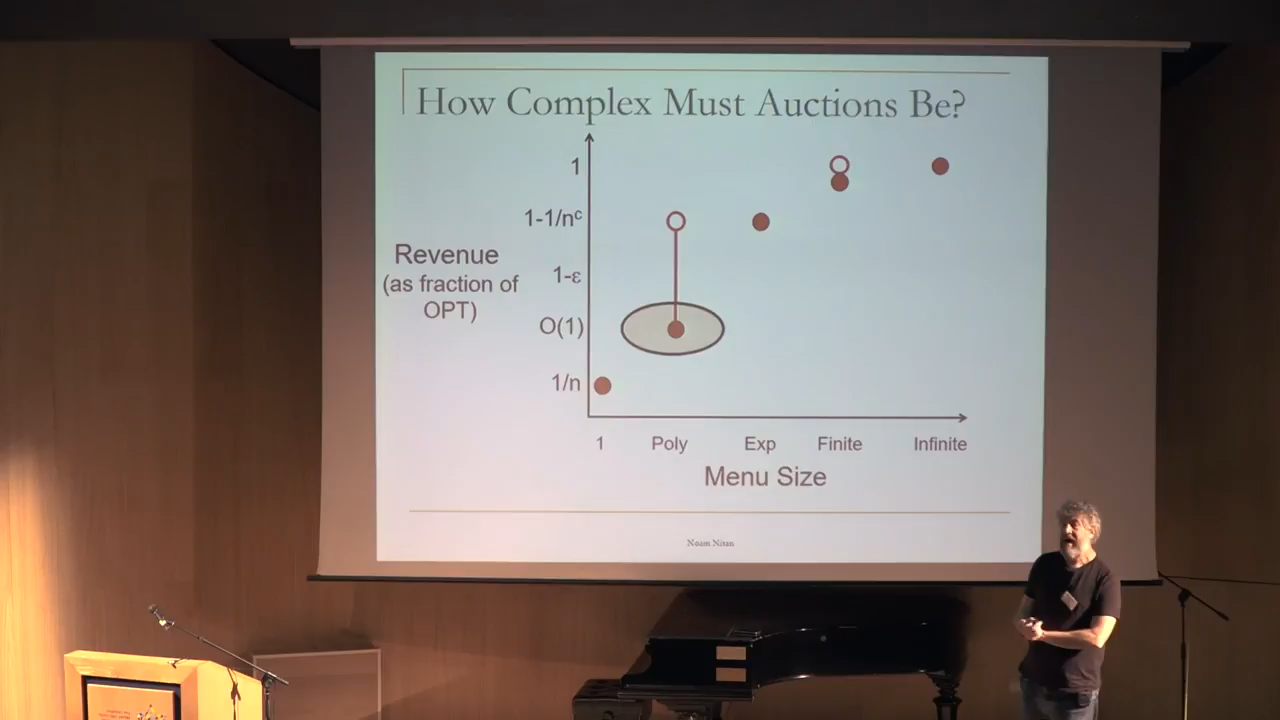 How Complex Must Auctions Be?
1
1-1/nᶜ
Revenue
(as fraction of
OPT)
1-ε
O(1)
1/n
1 Poly Exp Finite Infinite
Menu Size
Noam Nisan